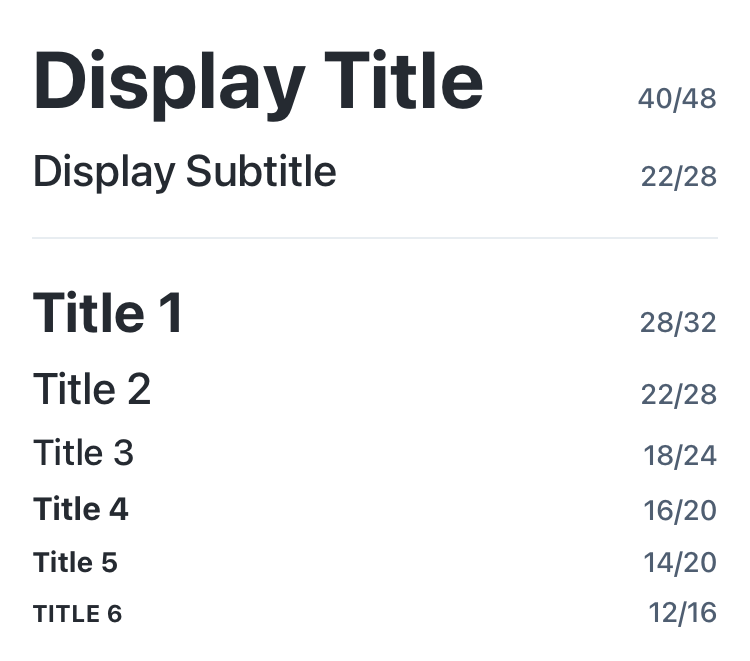 Display Title 40/48
Display Subtitle 22/28
Title 1 28/32
Title 2 22/28
Title 3 18/24
Title 4 16/20
Title 5 14/20
TITLE 6 12/16